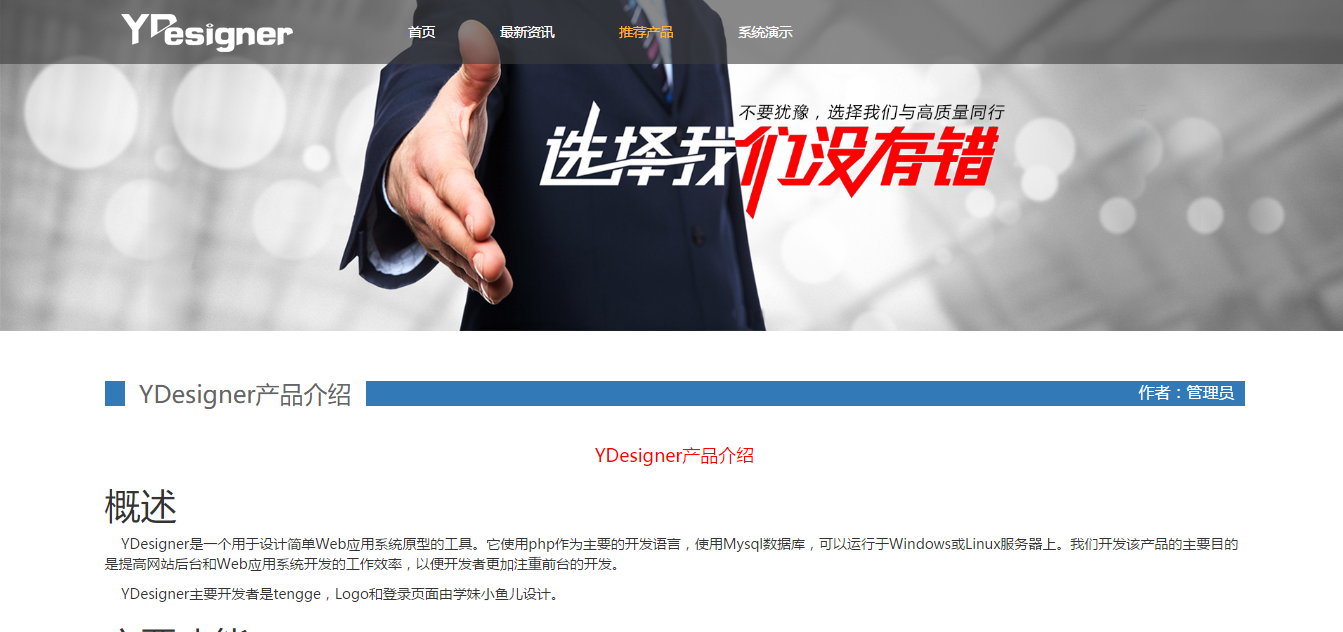 YDesigner
首页
最新资讯
推荐产品
系统演示
不要犹豫，选择我们与高质量同行
选择我们没有错
YDesigner产品介绍
作者：管理员
YDesigner产品介绍
概述
YDesigner是一个用于设计简单Web应用系统原型的工具。它使用php作为主要的开发语言，使用Mysql数据库，可以运行于Windows或Linux服务器上。我们开发该产品的主要目的
是提高网站后台和Web应用系统开发的工作效率，以便开发者更加注重前台的开发。
YDesigner主要开发者是tengge，Logo和登录页面由学妹小鱼儿设计。